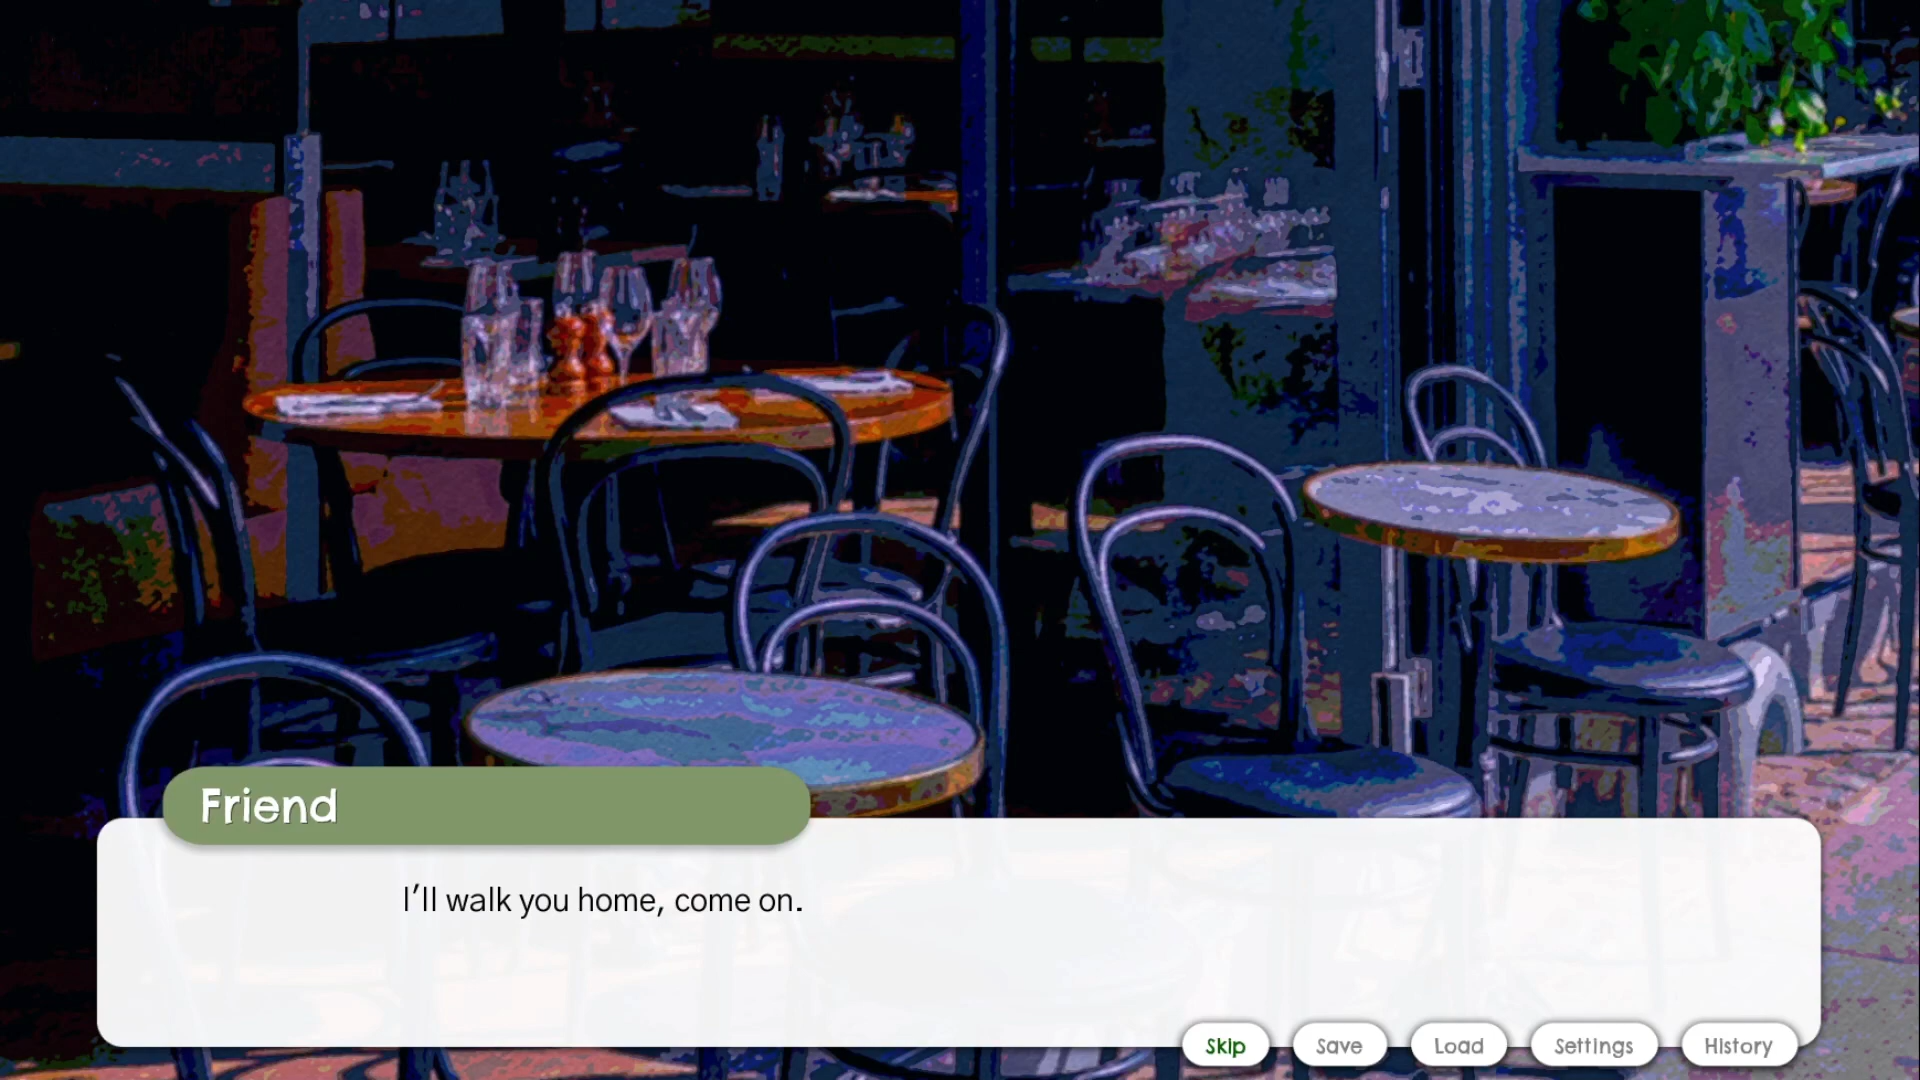 Friend
I'll walk you home, come on.
Skip
Save
Load
Settings
History